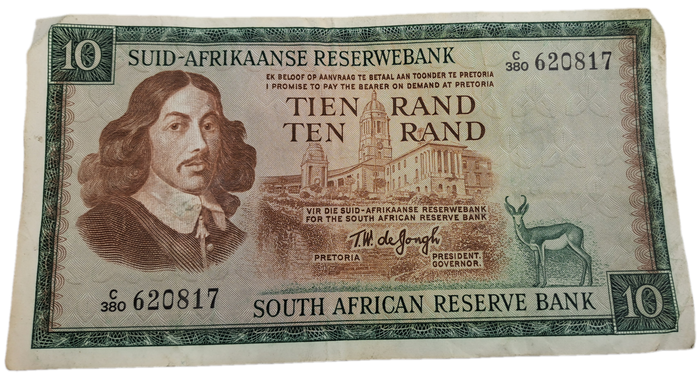 10
SUID-AFRIKAANSE RESERWEBANK
C/380 620817
EK BELOOF OP AANVRAAG TE BETAAL AAN TOONDER TE PRETORIA
I PROMISE TO PAY THE BEARER ON DEMAND AT PRETORIA
TIEN RAND
TEN RAND
VIR DIE SUID-AFRIKAANSE RESERWEBANK
FOR THE SOUTH AFRICAN RESERVE BANK
T.W. de Jongh
PRETORIA
PRESIDENT.
GOVERNOR.
C/380 620817
SOUTH AFRICAN RESERVE BANK
10